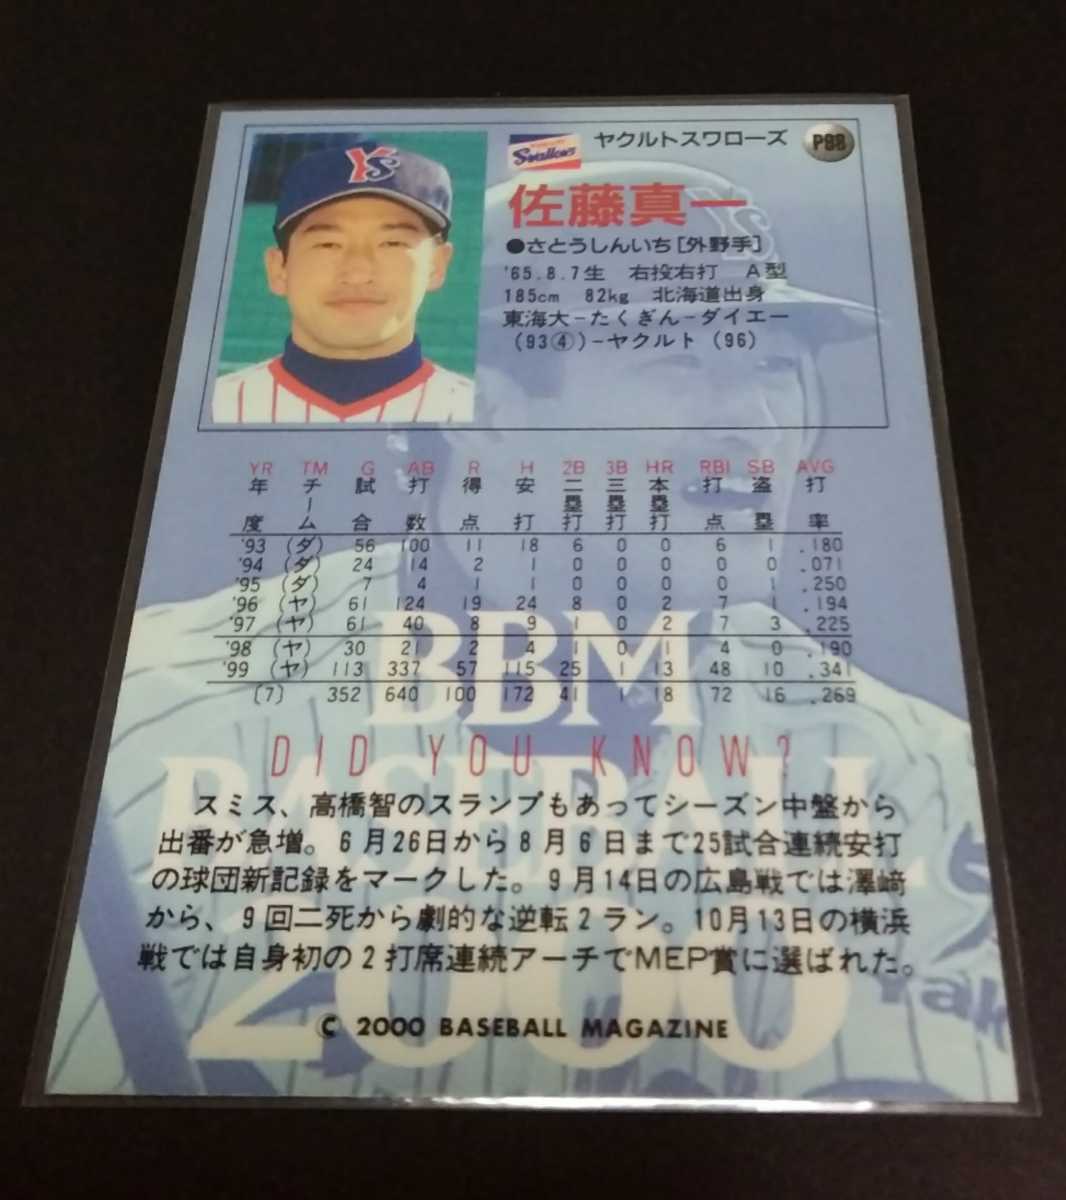 Swallows
ヤクルトスワローズ P98
YS
佐藤真一
●さとうしんいち[外野手]
'65.8.7生 右投右打 A型
185cm 82kg 北海道出身
東海大-たくぎん-ダイエー
(93④)-ヤクルト(96)
YR TM G AB R H 2B 3B HR RBI SB AVG
年度 チーム 試合 打数 得点 安打 二塁打 三塁打 本塁打 打点 盗塁 打率
'93 (ダ) 56 100 11 18 6 0 0 6 1 .180
'94 (ダ) 24 14 2 1 0 0 0 0 0 .071
'95 (ダ) 7 4 1 1 0 0 0 0 1 .250
'96 (ヤ) 61 124 19 24 8 0 2 7 1 .194
'97 (ヤ) 61 40 8 9 1 0 2 7 3 .225
'98 (ヤ) 30 21 2 4 1 0 1 4 0 .190
'99 (ヤ) 113 337 57 115 25 1 13 48 10 .341
(7) 352 640 100 172 41 1 18 72 16 .269
BBM
BASEBALL
2000
DID YOU KNOW?
スミス、高橋智のスランプもあってシーズン中盤から
出番が急増。6月26日から8月6日まで25試合連続安打
の球団新記録をマークした。9月14日の広島戦では澤﨑
から、9回二死から劇的な逆転2ラン。10月13日の横浜
戦では自身初の2打席連続アーチでMEP賞に選ばれた。
© 2000 BASEBALL MAGAZINE